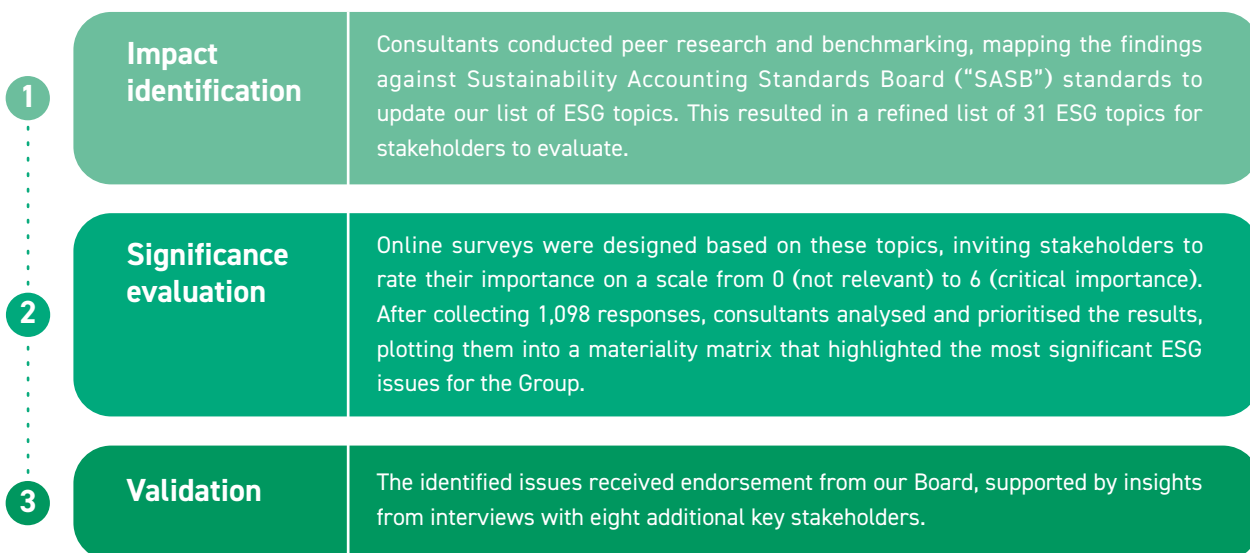 1
Impact
identification
Consultants conducted peer research and benchmarking, mapping the findings
against Sustainability Accounting Standards Board (“SASB”) standards to
update our list of ESG topics. This resulted in a refined list of 31 ESG topics for
stakeholders to evaluate.
2
Significance
evaluation
Online surveys were designed based on these topics, inviting stakeholders to
rate their importance on a scale from 0 (not relevant) to 6 (critical importance).
After collecting 1,098 responses, consultants analysed and prioritised the results,
plotting them into a materiality matrix that highlighted the most significant ESG
issues for the Group.
3
Validation
The identified issues received endorsement from our Board, supported by insights
from interviews with eight additional key stakeholders.